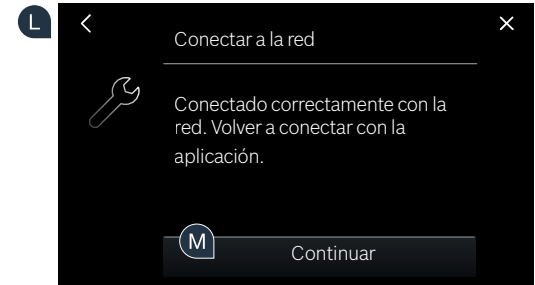 L
Conectar a la red
Conectado correctamente con la
red. Volver a conectar con la
aplicación.
M
Continuar